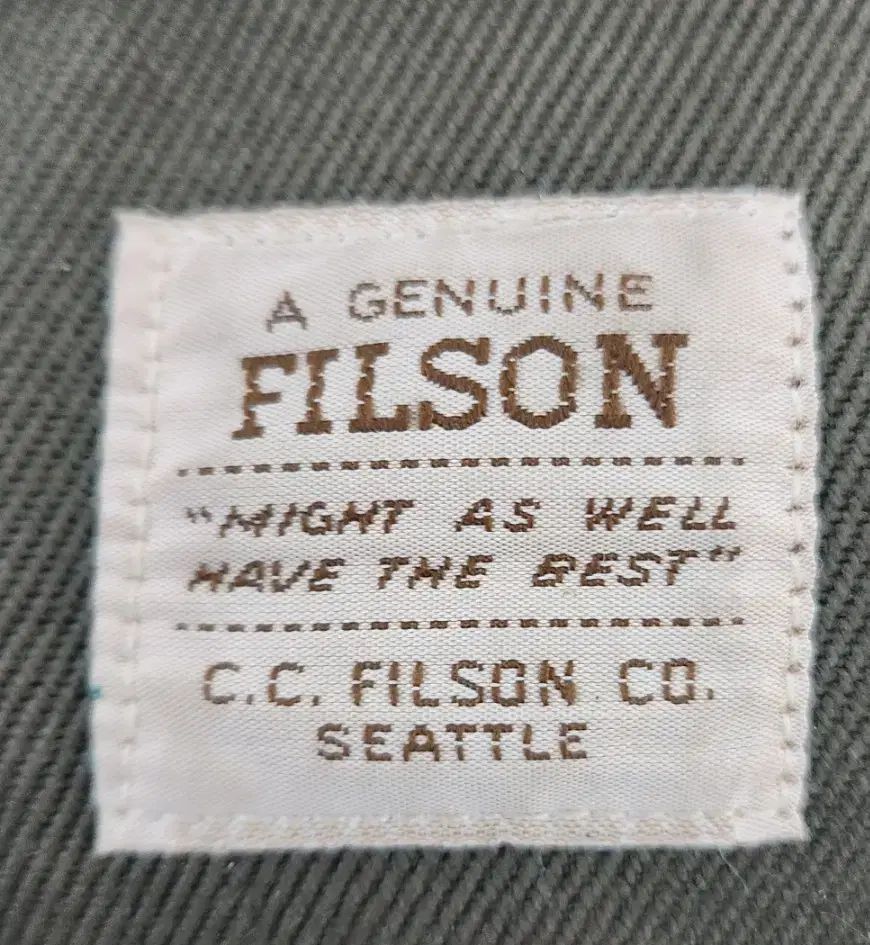 A GENUINE
FILSON
"MIGHT AS WELL
HAVE THE BEST"
C.C. FILSON CO.
SEATTLE